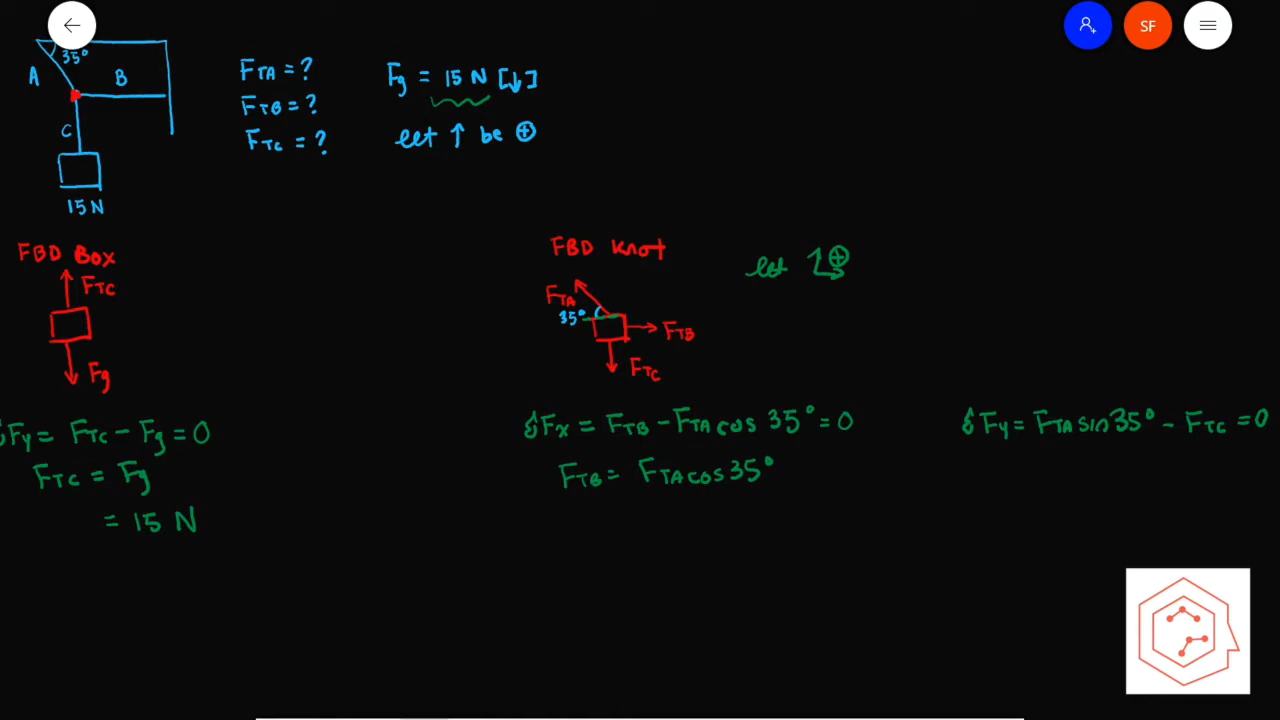 SF
35°
A
B
C
15 N
FTA = ?
FTB = ?
FTC = ?
Fg = 15 N [↓]
let ↑ be ⊕
FBD Box
FTC
Fg
ΣFy = FTC - Fg = 0
FTC = Fg
= 15 N
FBD Knot
let ↑→ ⊕
FTA
35°
FTB
FTC
ΣFx = FTB - FTA cos 35° = 0
FTB = FTA cos 35°
ΣFy = FTA sin 35° - FTC = 0